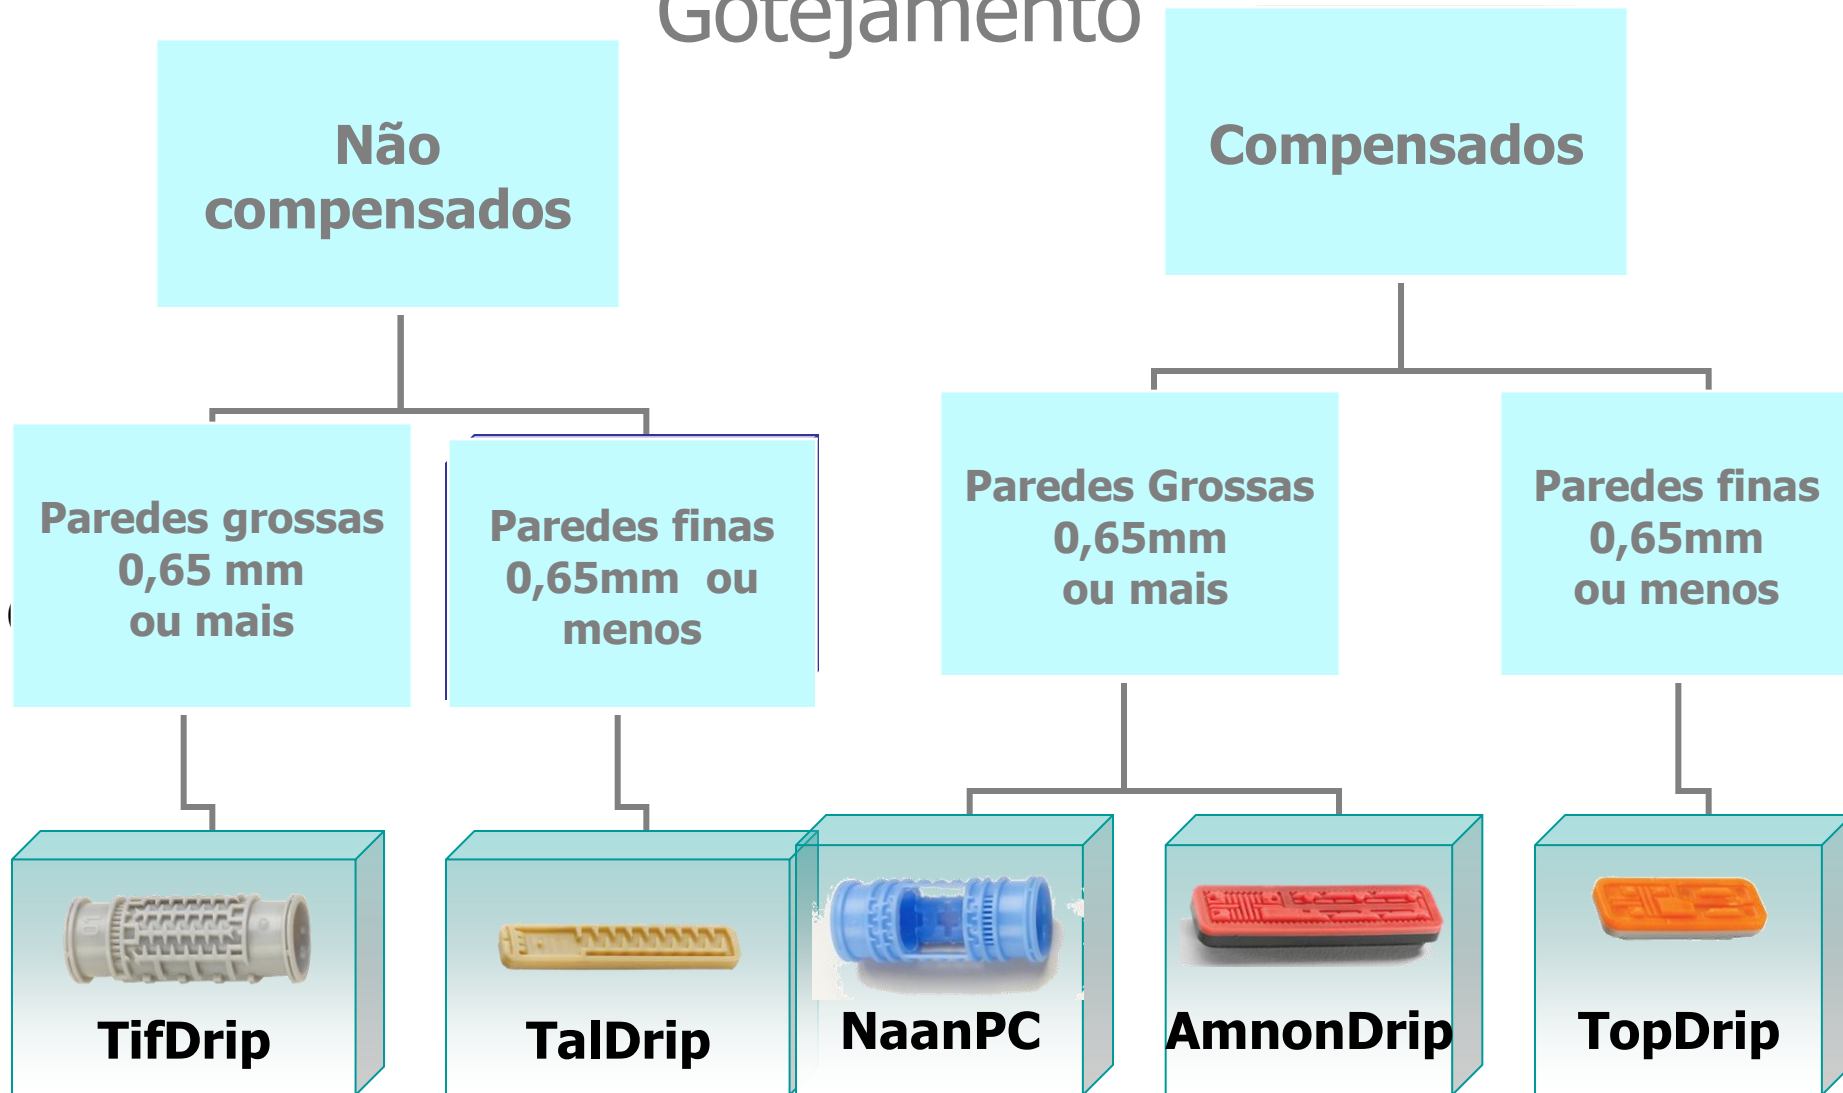 Gotejamento
Não
compensados
Compensados
Paredes grossas
0,65 mm
ou mais
Paredes finas
0,65mm  ou
menos
Paredes Grossas
0,65mm
ou mais
Paredes finas
0,65mm
ou menos
TifDrip
TalDrip
NaanPC
AmnonDrip
TopDrip